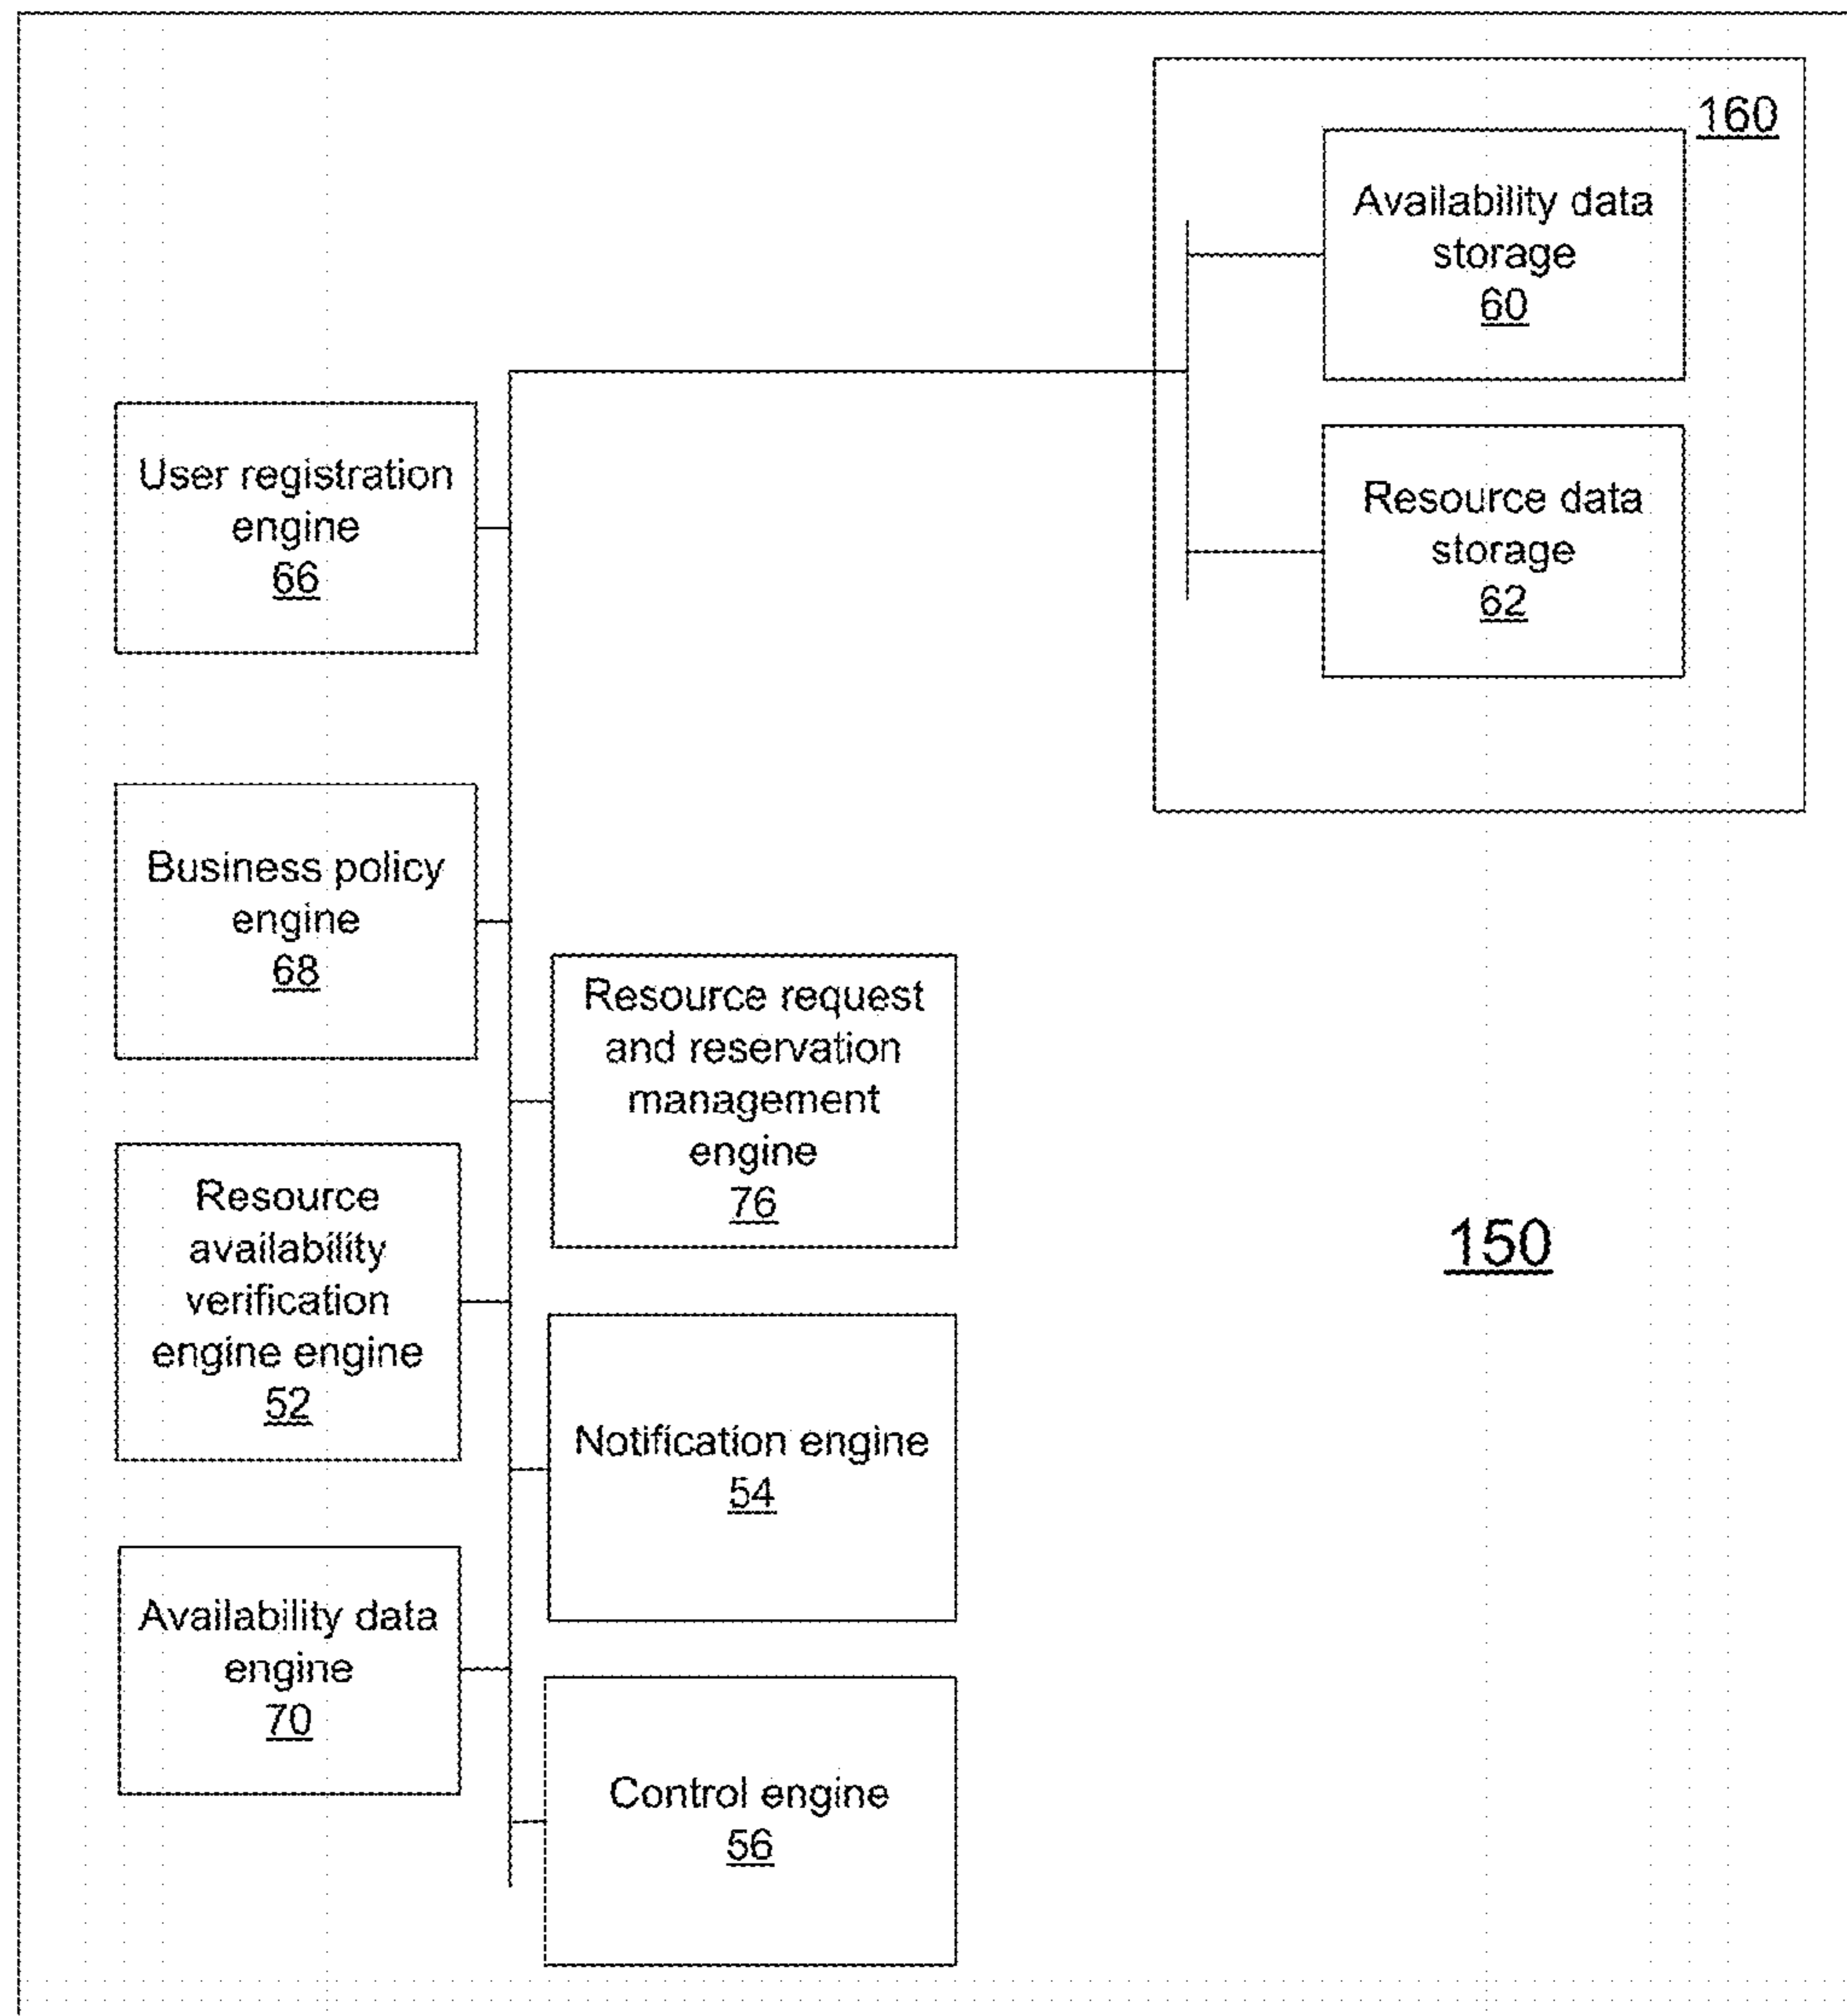 160
Availability data
storage
60
Resource data
storage
62
User registration
engine
66
Business policy
engine
68
Resource request
and reservation
management
engine
76
Resource
availability
verification
engine engine
52
150
Notification engine
54
Availability data
engine
70
Control engine
56